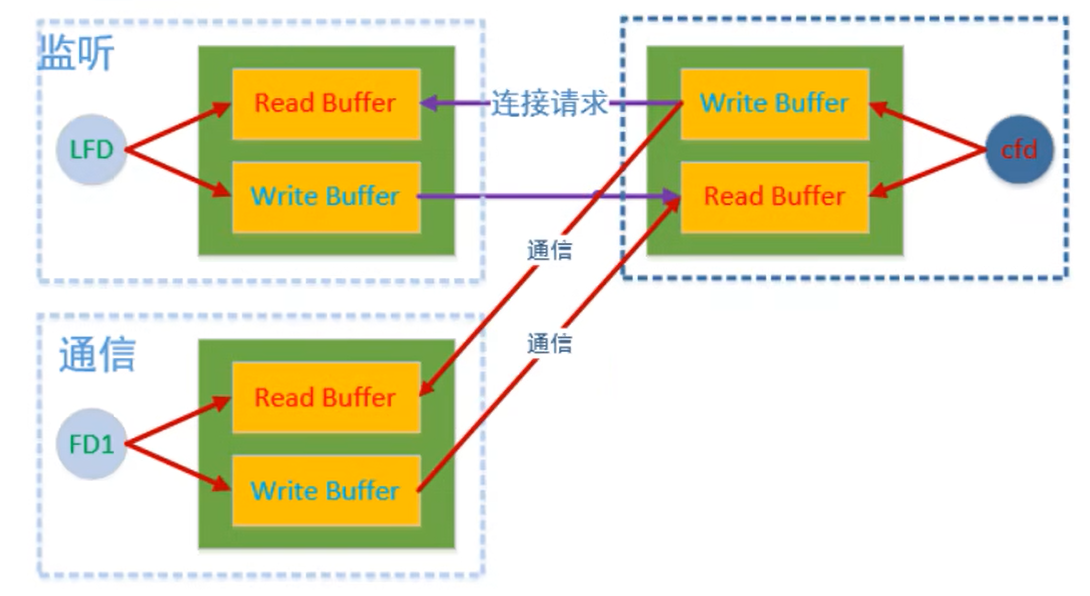 监听
LFD
Read Buffer
Write Buffer
连接请求
Write Buffer
Read Buffer
cfd
通信
通信
通信
FD1
Read Buffer
Write Buffer